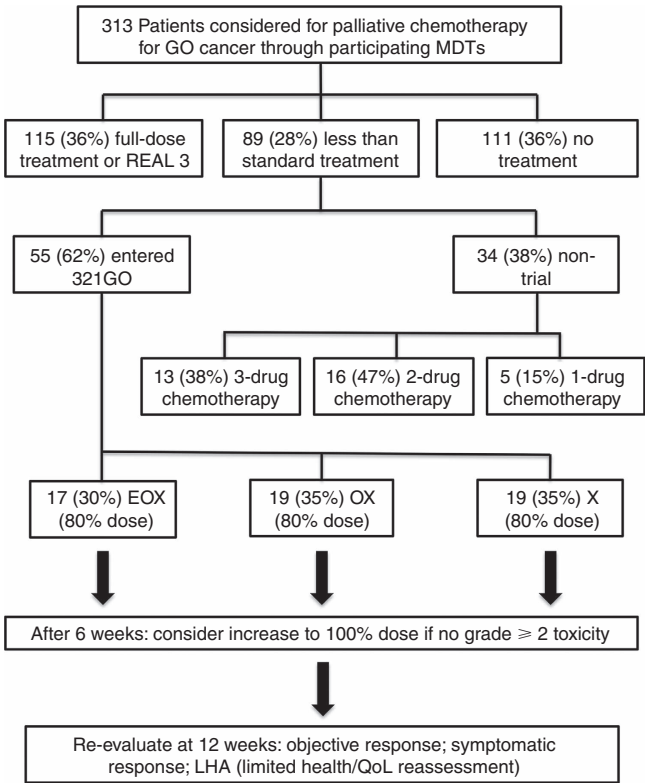 313 Patients considered for palliative chemotherapy
for GO cancer through participating MDTs
115 (36%) full-dose
treatment or REAL 3
89 (28%) less than
standard treatment
111 (36%) no
treatment
55 (62%) entered
321GO
34 (38%) non-
trial
13 (38%) 3-drug
chemotherapy
16 (47%) 2-drug
chemotherapy
5 (15%) 1-drug
chemotherapy
17 (30%) EOX
(80% dose)
19 (35%) OX
(80% dose)
19 (35%) X
(80% dose)
After 6 weeks: consider increase to 100% dose if no grade ⩾ 2 toxicity
Re-evaluate at 12 weeks: objective response; symptomatic
response; LHA (limited health/QoL reassessment)